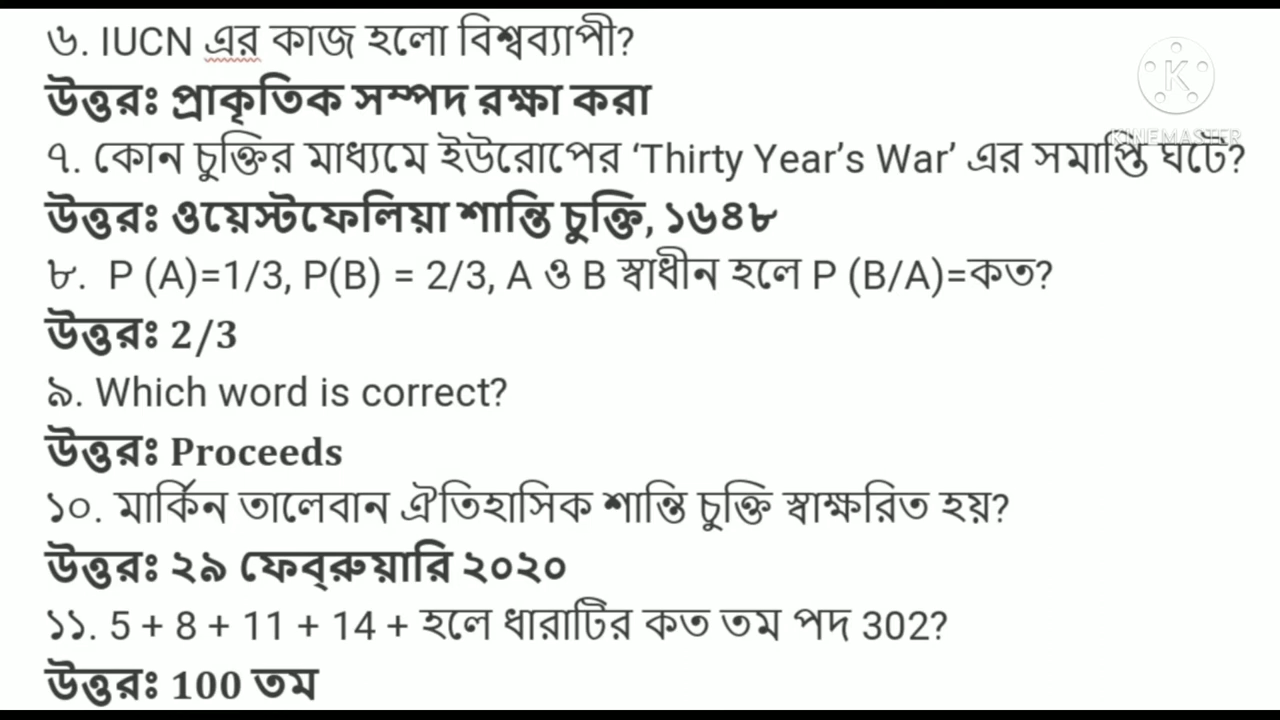 ৬. IUCN এর কাজ হলো বিশ্বব্যাপী?
উত্তরঃ প্রাকৃতিক সম্পদ রক্ষা করা
K
KINEMASTER
৭. কোন চুক্তির মাধ্যমে ইউরোপের ‘Thirty Year’s War’ এর সমাপ্তি ঘটে?
উত্তরঃ ওয়েস্টফেলিয়া শান্তি চুক্তি, ১৬৪৮
৮. P (A)=1/3, P(B) = 2/3, A ও B স্বাধীন হলে P (B/A)=কত?
উত্তরঃ 2/3
৯. Which word is correct?
উত্তরঃ Proceeds
১০. মার্কিন তালেবান ঐতিহাসিক শান্তি চুক্তি স্বাক্ষরিত হয়?
উত্তরঃ ২৯ ফেব্‌রুয়ারি ২০২০
১১. 5 + 8 + 11 + 14 + হলে ধারাটির কত তম পদ 302?
উত্তরঃ 100 তম